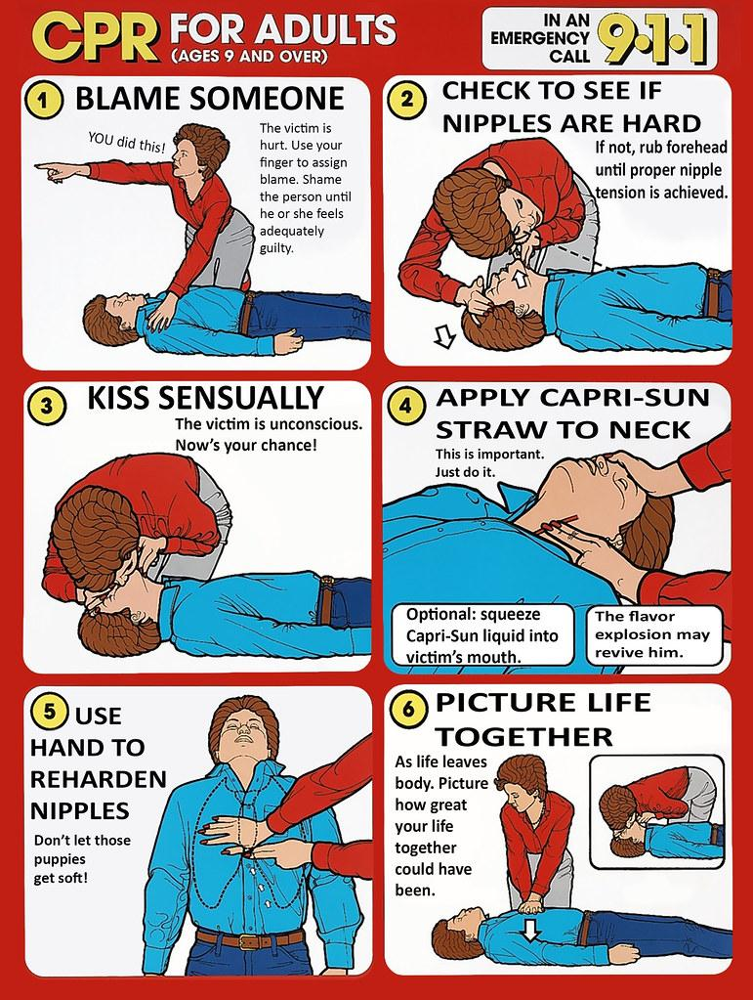 CPR FOR ADULTS
(AGES 9 AND OVER)
IN AN
EMERGENCY
CALL
9·1·1
1 BLAME SOMEONE
YOU did this!
The victim is
hurt. Use your
finger to assign
blame. Shame
the person until
he or she feels
adequately
guilty.
2 CHECK TO SEE IF
NIPPLES ARE HARD
If not, rub forehead
until proper nipple
tension is achieved.
3 KISS SENSUALLY
The victim is unconscious.
Now's your chance!
4 APPLY CAPRI-SUN
STRAW TO NECK
This is important.
Just do it.
Optional: squeeze
Capri-Sun liquid into
victim's mouth.
The flavor
explosion may
revive him.
5 USE
HAND TO
REHARDEN
NIPPLES
Don't let those
puppies
get soft!
6 PICTURE LIFE
TOGETHER
As life leaves
body. Picture
how great
your life
together
could have
been.